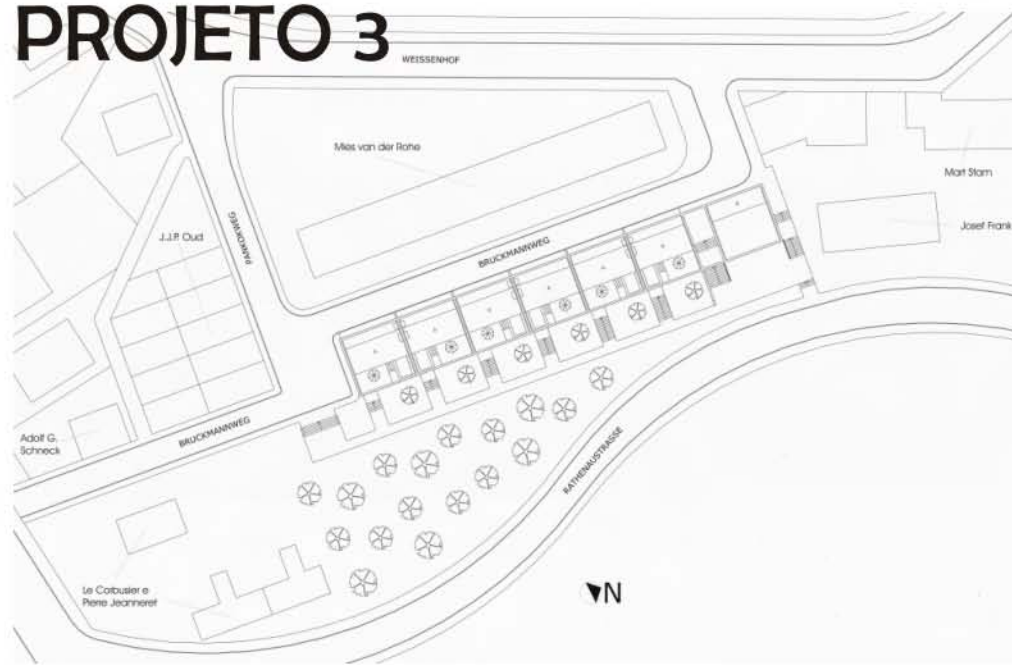 PROJETO 3
WEISSENHOF
Mies van der Rohe
Mart Stam
Josef Frank
J.J.P. Oud
PANKOKWEG
BRUCKMANNWEG
Adolf G.
Schneck
BRUCKMANNWEG
RATHENAUSTRASSE
Le Corbusier e
Pierre Jeanneret
N